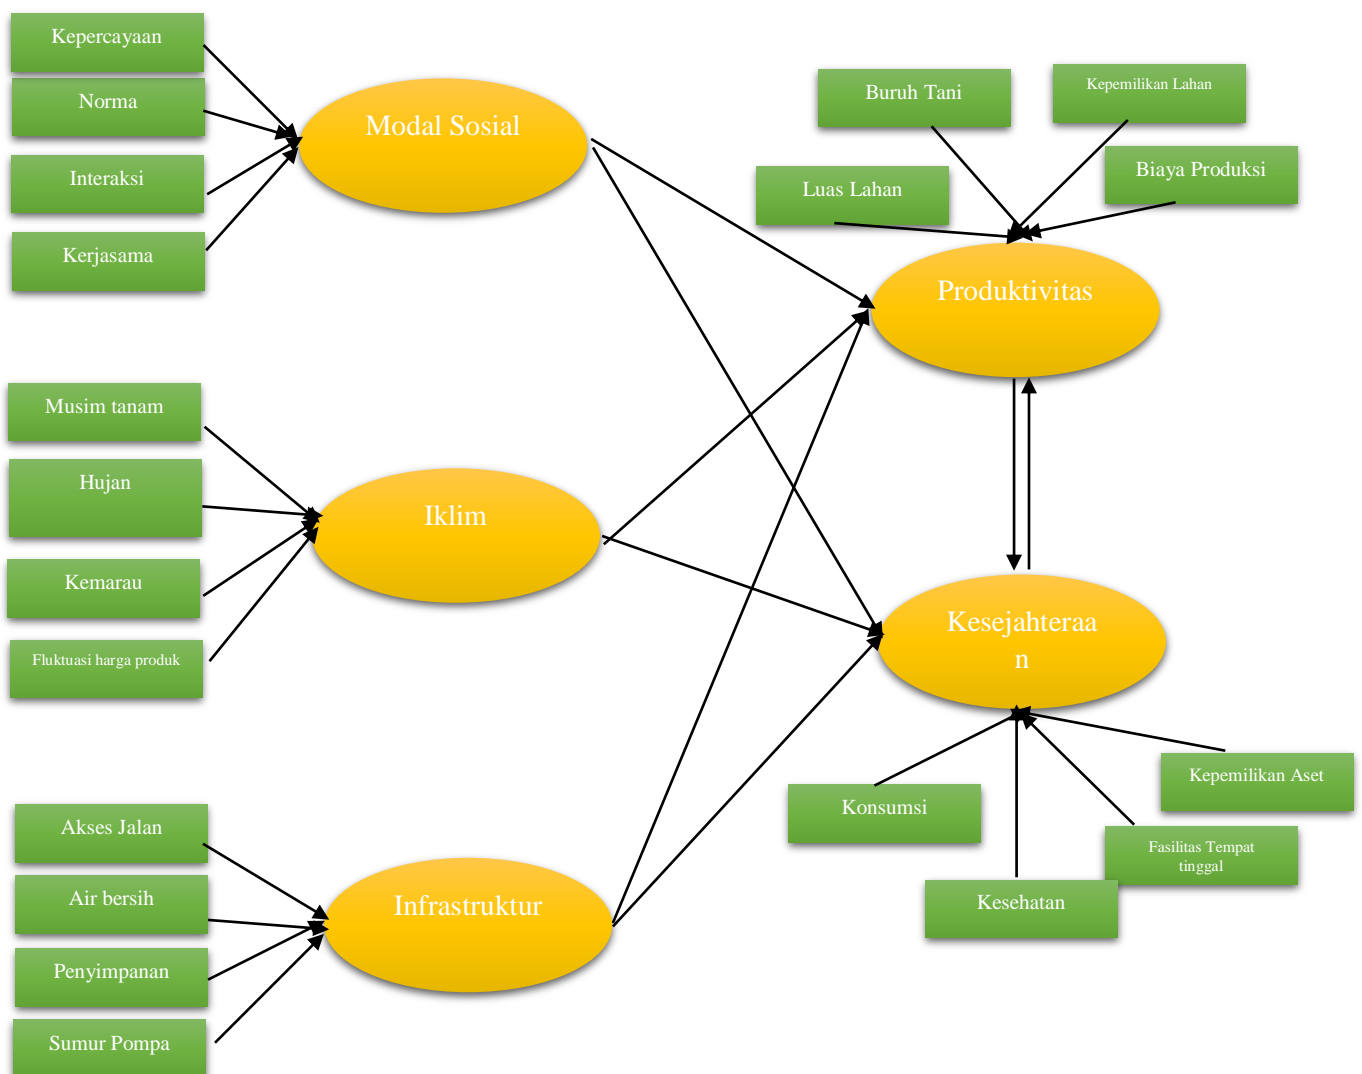 Kepercayaan
Norma
Interaksi
Kerjasama
Modal Sosial
Buruh Tani
Kepemilikan Lahan
Luas Lahan
Biaya Produksi
Produktivitas
Musim tanam
Hujan
Kemarau
Fluktuasi harga produk
Iklim
Kesejahteraa
n
Konsumsi
Kepemilikan Aset
Fasilitas Tempat
tinggal
Kesehatan
Akses Jalan
Air bersih
Penyimpanan
Sumur Pompa
Infrastruktur